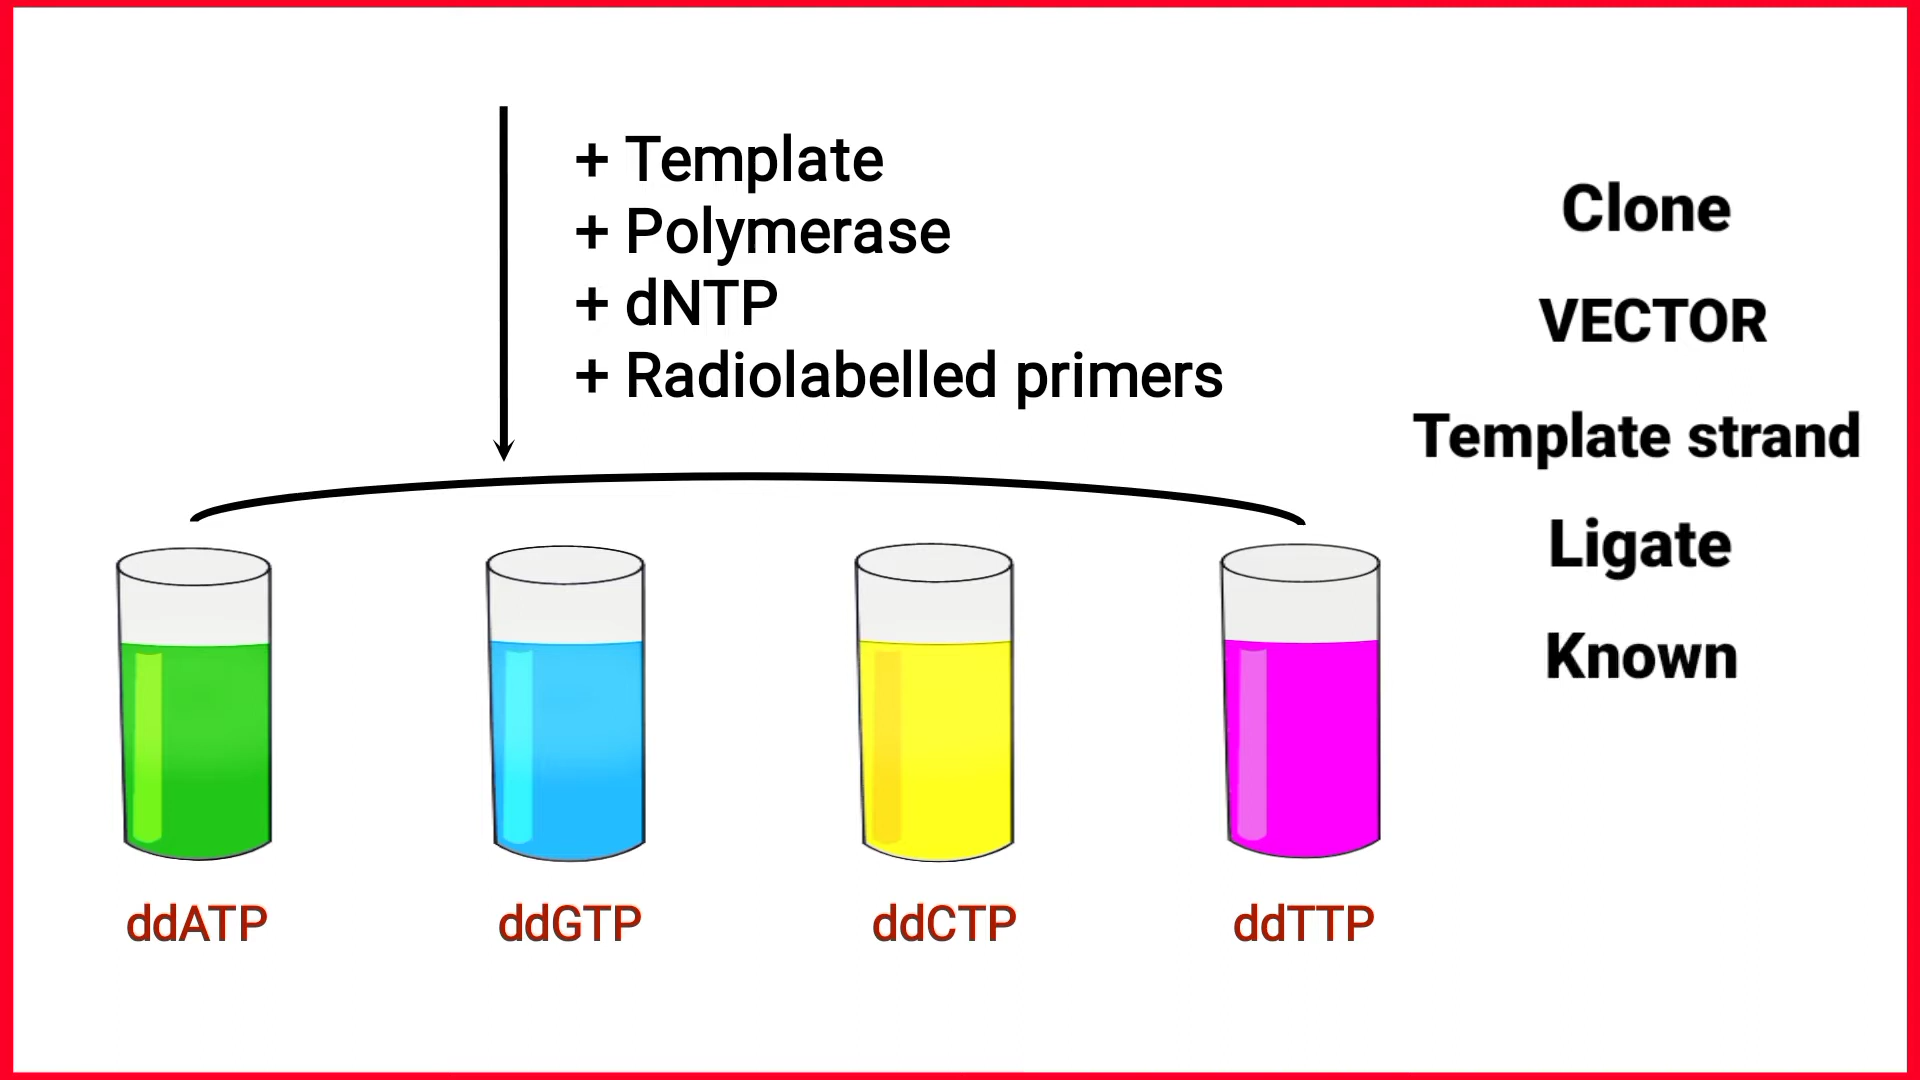 + Template
+ Polymerase
+ dNTP
+ Radiolabelled primers
Clone
VECTOR
Template strand
Ligate
Known
ddATP
ddGTP
ddCTP
ddTTP